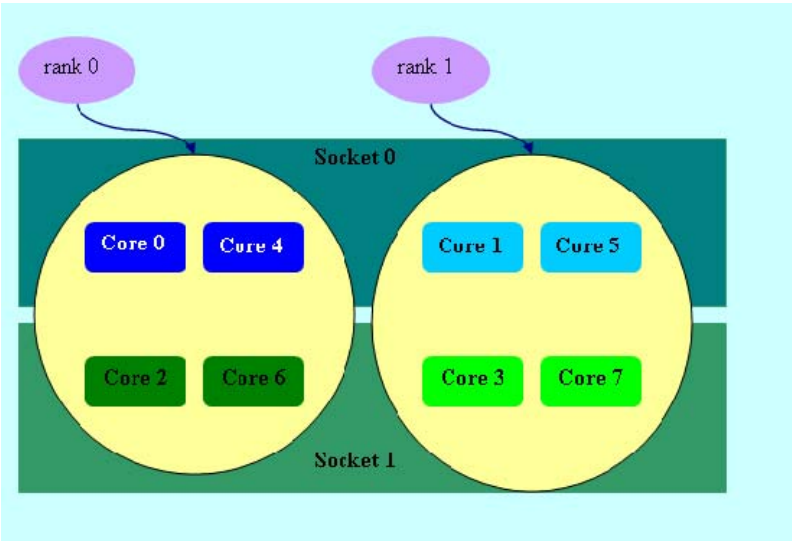 rank 0
rank 1
Socket 0
Core 0
Core 4
Core 1
Core 5
Core 2
Core 6
Core 3
Core 7
Socket 1